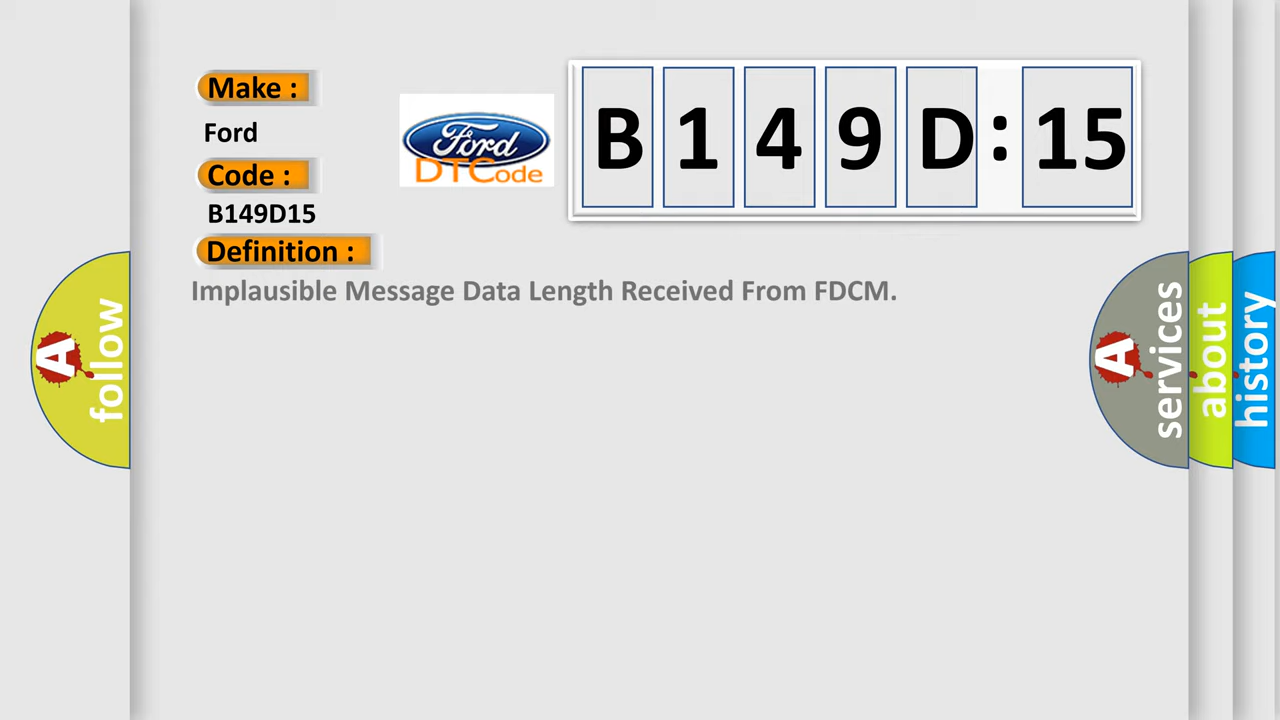 Make :
Ford
Code :
B149D15
Definition :
Implausible Message Data Length Received From FDCM.
Ford
DTCode
B 1 4 9 D : 15
A follow
A services
about
history